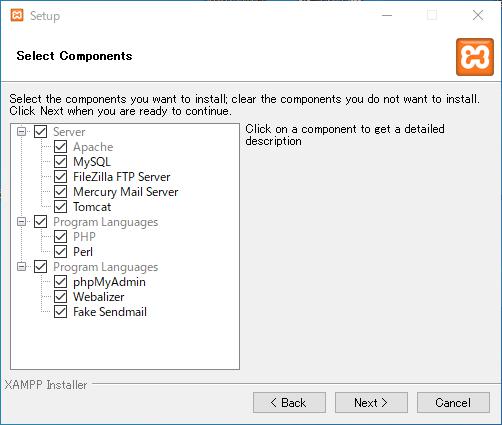 Setup
Select Components
Select the components you want to install; clear the components you do not want to install.
Click Next when you are ready to continue.
Server
Apache
MySQL
FileZilla FTP Server
Mercury Mail Server
Tomcat
Program Languages
PHP
Perl
Program Languages
phpMyAdmin
Webalizer
Fake Sendmail
Click on a component to get a detailed
description
XAMPP Installer
< Back
Next >
Cancel